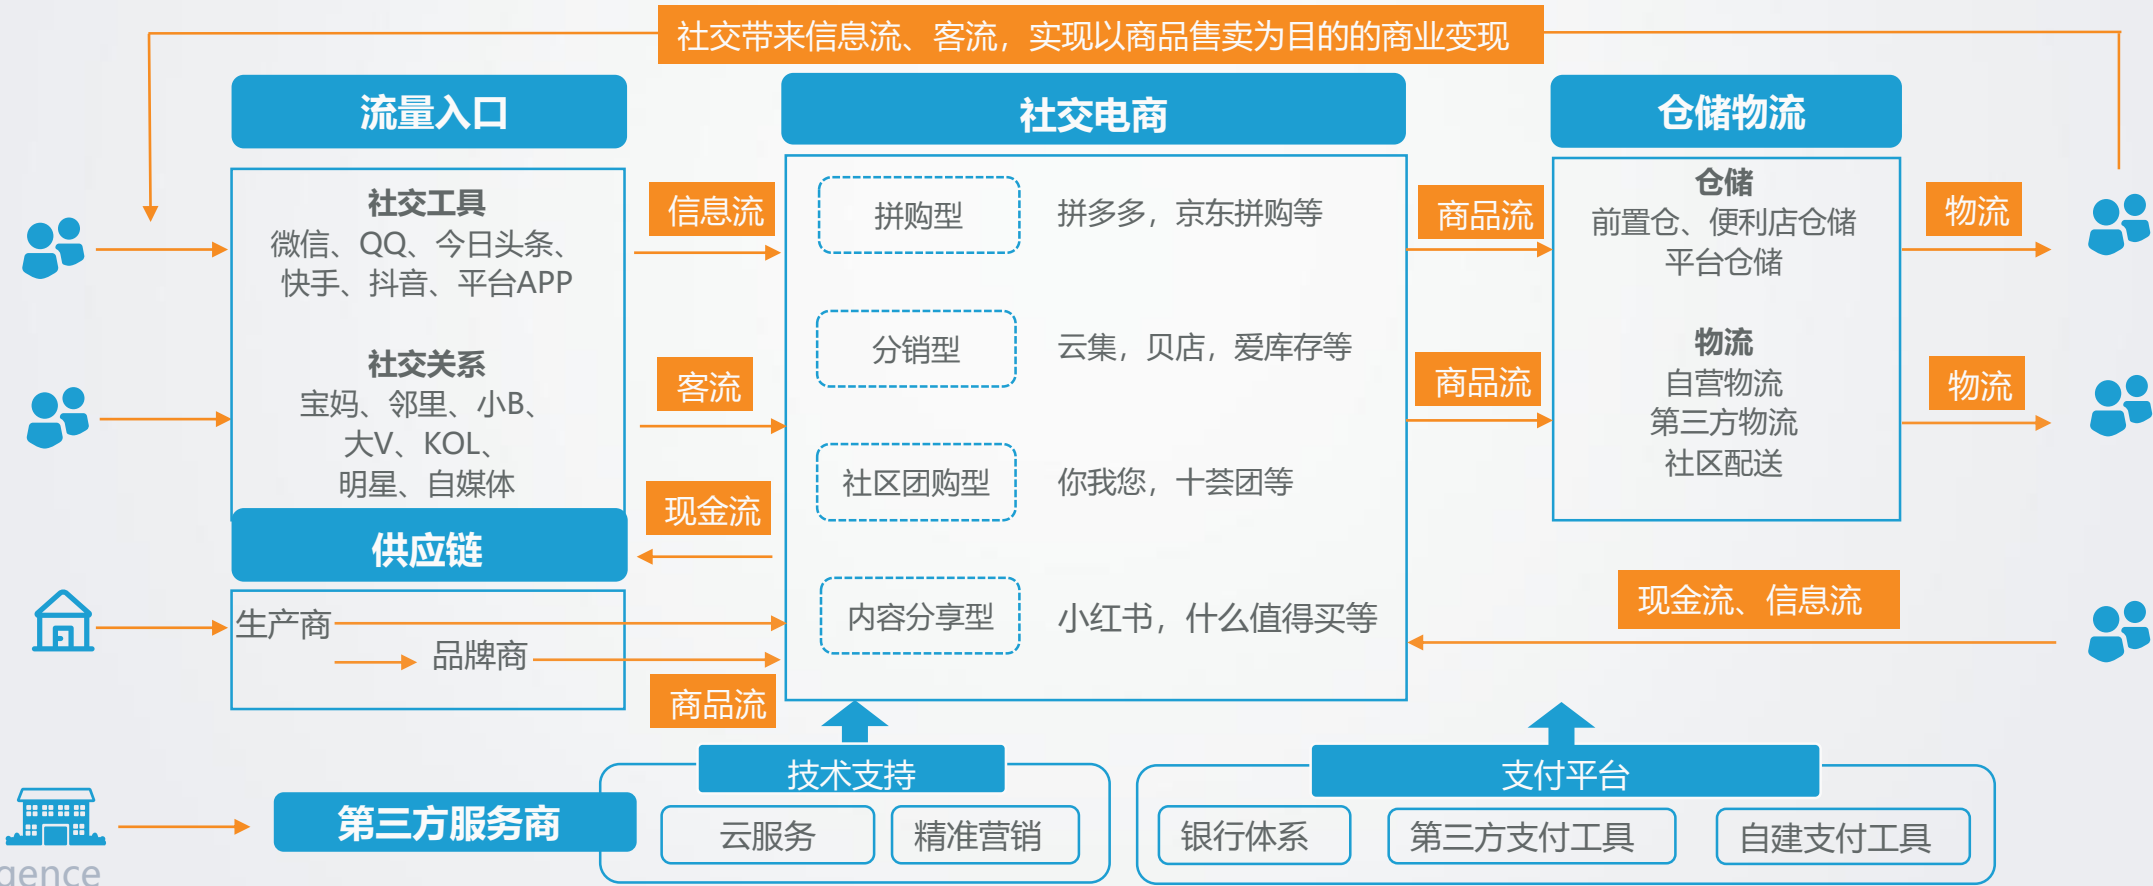 社交带来信息流、客流，实现以商品售卖为目的的商业变现
流量入口
社交工具
微信、QQ、今日头条、
快手、抖音、平台APP
社交关系
宝妈、邻里、小B、
大V、KOL、
明星、自媒体
供应链
生产商
品牌商
信息流
客流
现金流
商品流
社交电商
拼购型
拼多多，京东拼购等
分销型
云集，贝店，爱库存等
社区团购型
你我您，十荟团等
内容分享型
小红书，什么值得买等
商品流
商品流
仓储物流
仓储
前置仓、便利店仓储
平台仓储
物流
自营物流
第三方物流
社区配送
物流
物流
现金流、信息流
第三方服务商
技术支持
云服务
精准营销
支付平台
银行体系
第三方支付工具
自建支付工具
gence